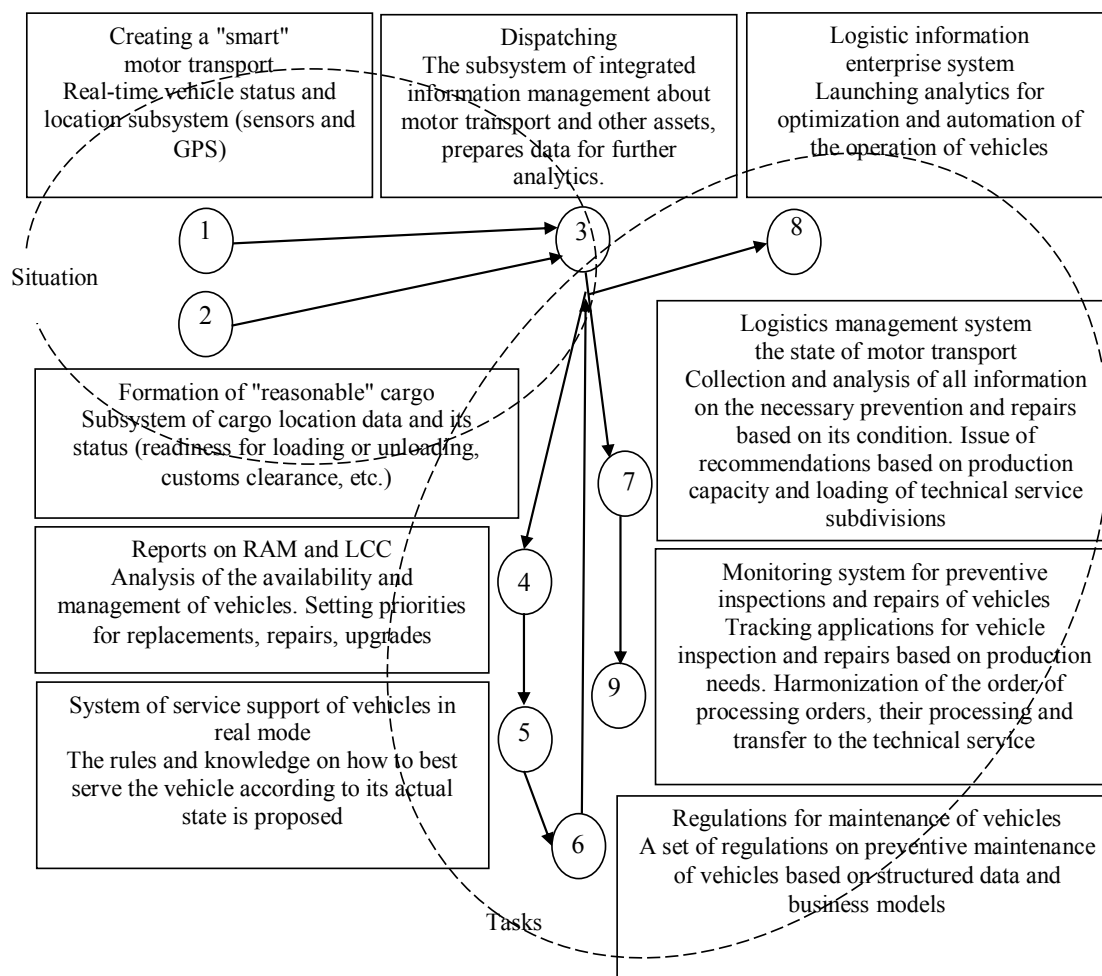 Creating a "smart"
motor transport
Real-time vehicle status and
location subsystem (sensors and
GPS)
Dispatching
The subsystem of integrated
information management about
motor transport and other assets,
prepares data for further
analytics.
Logistic information
enterprise system
Launching analytics for
optimization and automation of
the operation of vehicles
1
3
8
Situation
2
Logistics management system
the state of motor transport
Collection and analysis of all information
on the necessary prevention and repairs
based on its condition. Issue of
recommendations based on production
capacity and loading of technical service
subdivisions
Formation of "reasonable" cargo
Subsystem of cargo location data and its
status (readiness for loading or unloading,
customs clearance, etc.)
7
Reports on RAM and LCC
Analysis of the availability and
management of vehicles. Setting priorities
for replacements, repairs, upgrades
4
Monitoring system for preventive
inspections and repairs of vehicles
Tracking applications for vehicle
inspection and repairs based on production
needs. Harmonization of the order of
processing orders, their processing and
transfer to the technical service
9
System of service support of vehicles in
real mode
The rules and knowledge on how to best
serve the vehicle according to its actual
state is proposed
5
6
Regulations for maintenance of vehicles
A set of regulations on preventive maintenance
of vehicles based on structured data and
business models
Tasks